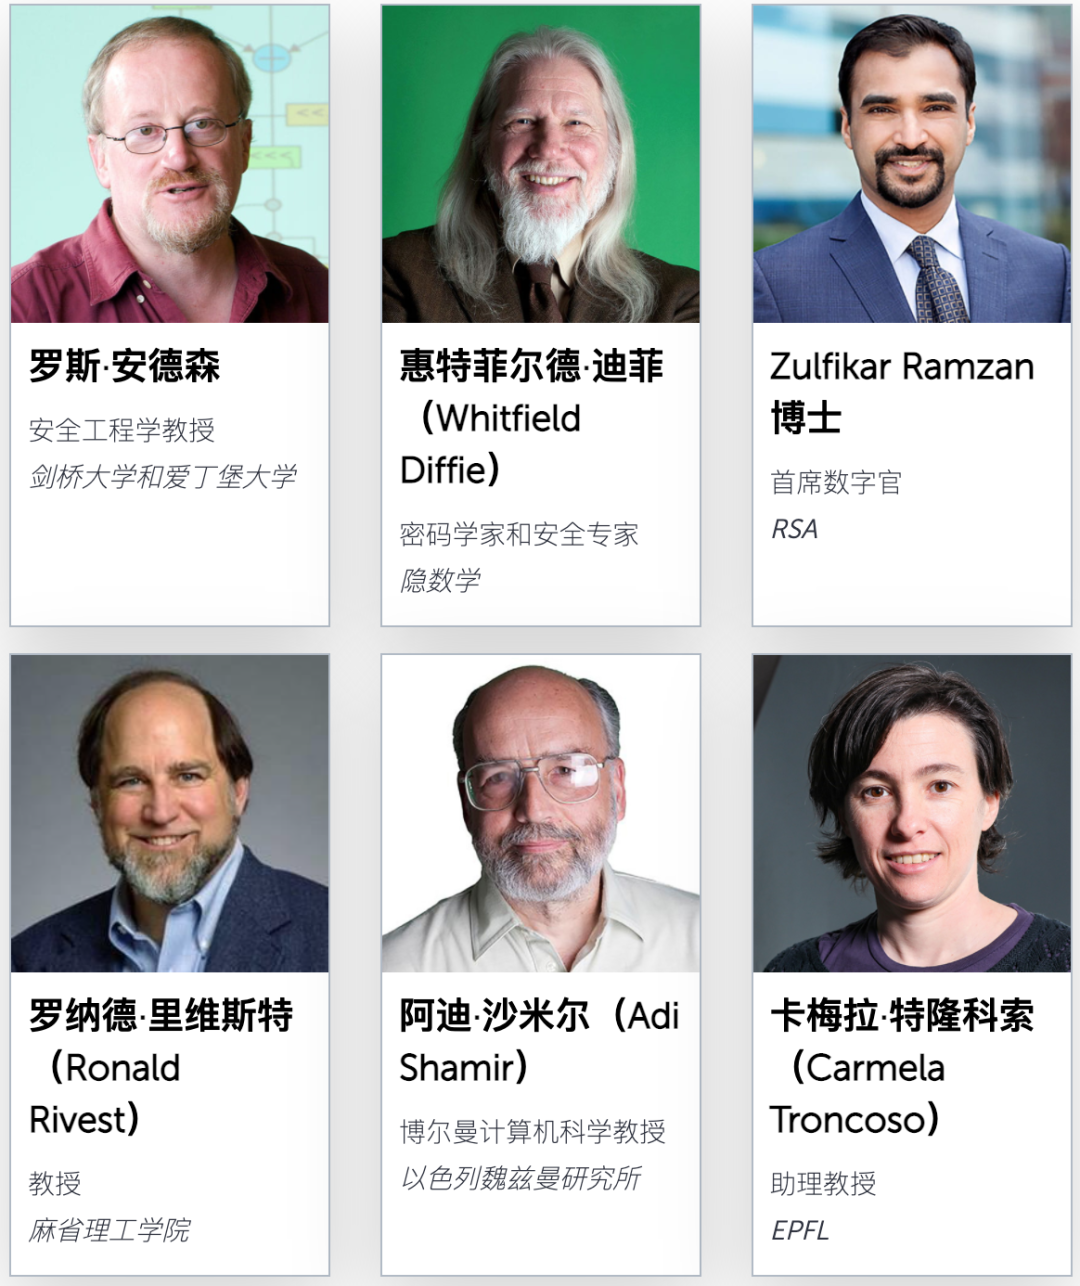 罗斯·安德森
安全工程学教授
剑桥大学和爱丁堡大学
惠特菲尔德·迪菲
（Whitfield
Diffie）
密码学家和安全专家
隐数学
Zulfikar Ramzan
博士
首席数字官
RSA
罗纳德·里维斯特
（Ronald
Rivest）
教授
麻省理工学院
阿迪·沙米尔（Adi
Shamir）
博尔曼计算机科学教授
以色列魏兹曼研究所
卡梅拉·特隆科索
（Carmela
Troncoso）
助理教授
EPFL